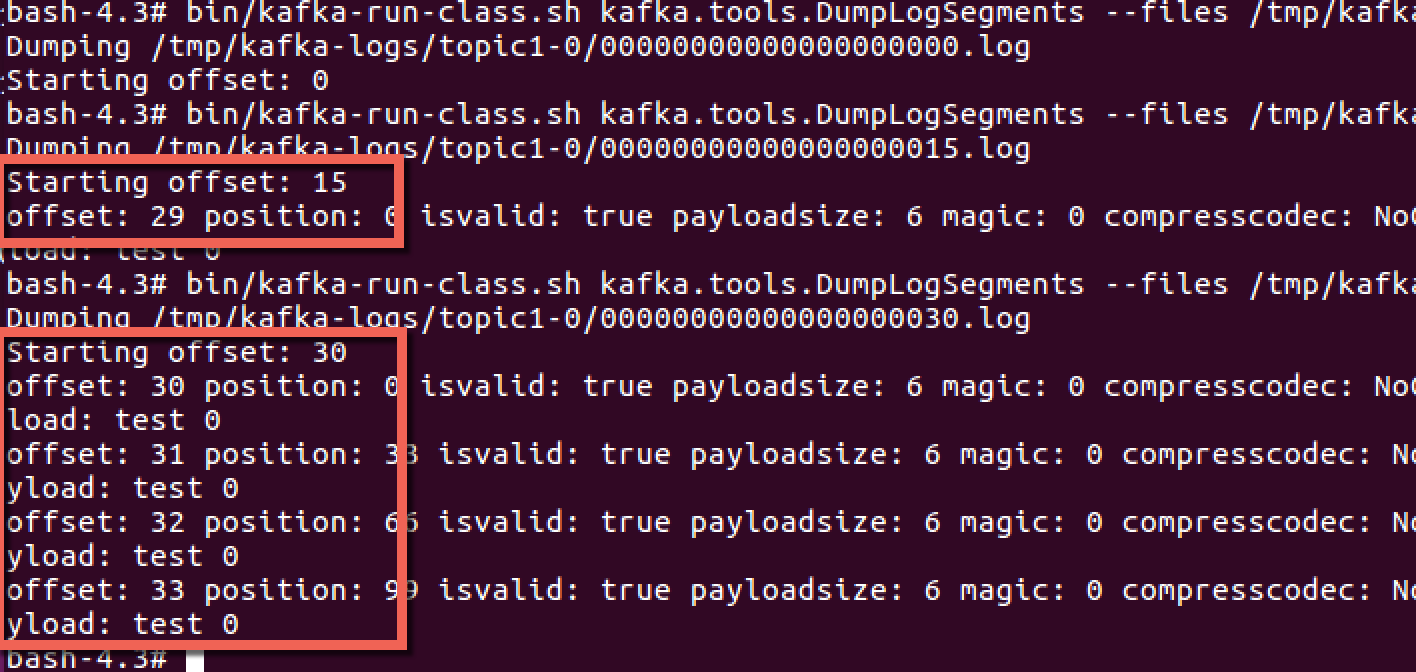 bash-4.3# bin/kafka-run-class.sh kafka.tools.DumpLogSegments --files /tmp/kafka
Dumping /tmp/kafka-logs/topic1-0/00000000000000000000.log
Starting offset: 0
bash-4.3# bin/kafka-run-class.sh kafka.tools.DumpLogSegments --files /tmp/kafka
Dumping /tmp/kafka-logs/topic1-0/00000000000000000015.log
Starting offset: 15
offset: 29 position: 0 isvalid: true payloadsize: 6 magic: 0 compresscodec: NoC
load: test 0
bash-4.3# bin/kafka-run-class.sh kafka.tools.DumpLogSegments --files /tmp/kafka
Dumping /tmp/kafka-logs/topic1-0/00000000000000000030.log
Starting offset: 30
offset: 30 position: 0 isvalid: true payloadsize: 6 magic: 0 compresscodec: NoC
load: test 0
offset: 31 position: 33 isvalid: true payloadsize: 6 magic: 0 compresscodec: No
yload: test 0
offset: 32 position: 66 isvalid: true payloadsize: 6 magic: 0 compresscodec: No
yload: test 0
offset: 33 position: 99 isvalid: true payloadsize: 6 magic: 0 compresscodec: No
yload: test 0
bash-4.3#